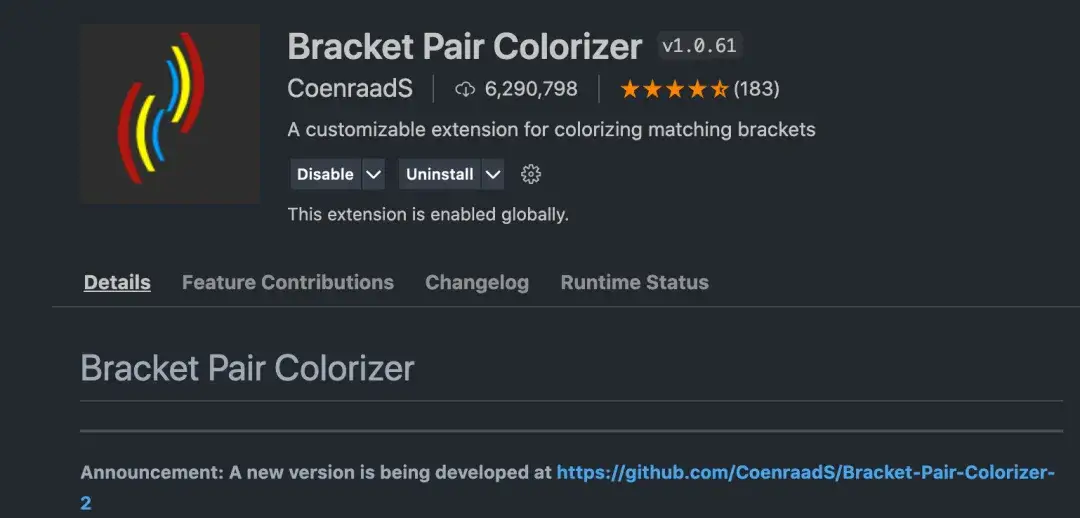 Bracket Pair Colorizer v1.0.61
CoenraadS 6,290,798 (183)
A customizable extension for colorizing matching brackets
Disable Uninstall
This extension is enabled globally.
Details Feature Contributions Changelog Runtime Status
Bracket Pair Colorizer
Announcement: A new version is being developed at https://github.com/CoenraadS/Bracket-Pair-Colorizer-
2